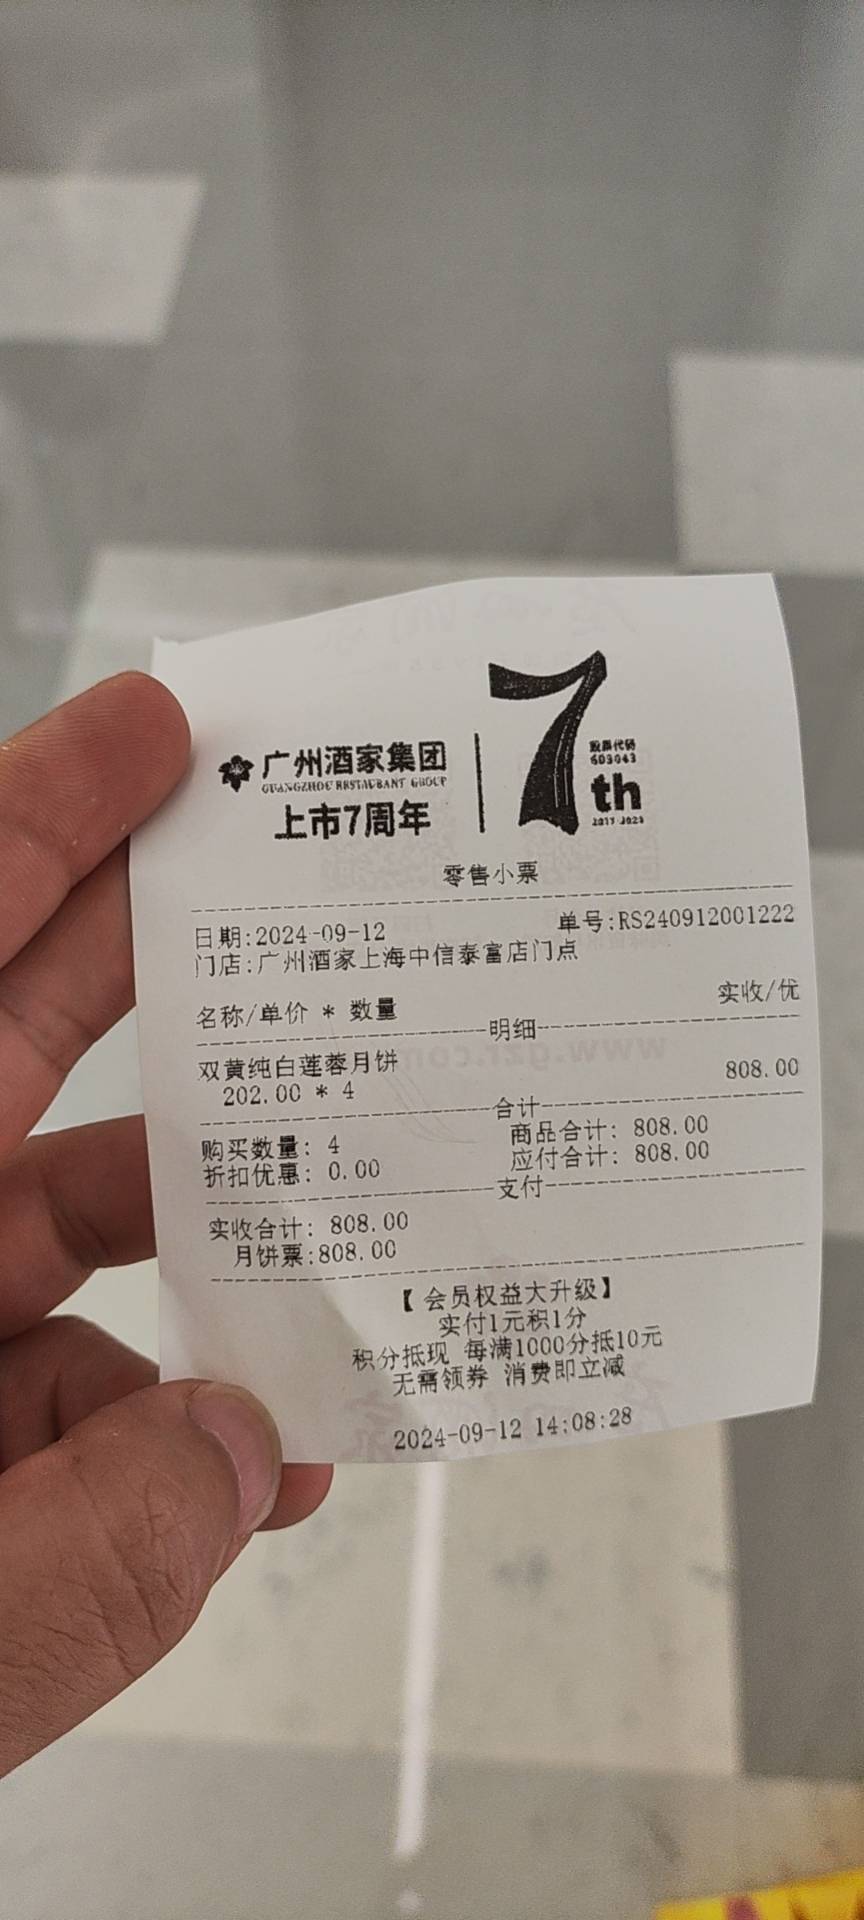 广州酒家集团
GUANGZHOU RESTAURANT GROUP
上市7周年
7th
股票代码
603043
2017-2023
零售小票
日期:2024-09-12 单号:RS240912001222
门店:广州酒家上海中信泰富店门点
名称/单价 * 数量 实收/优
明细
双黄纯白莲蓉月饼
202.00 * 4 808.00
合计
购买数量: 4 商品合计: 808.00
折扣优惠: 0.00 应付合计: 808.00
支付
实收合计: 808.00
月饼票:808.00
【 会员权益大升级】
实付1元积1分
积分抵现 每满1000分抵10元
无需领券 消费即立减
2024-09-12 14:08:28